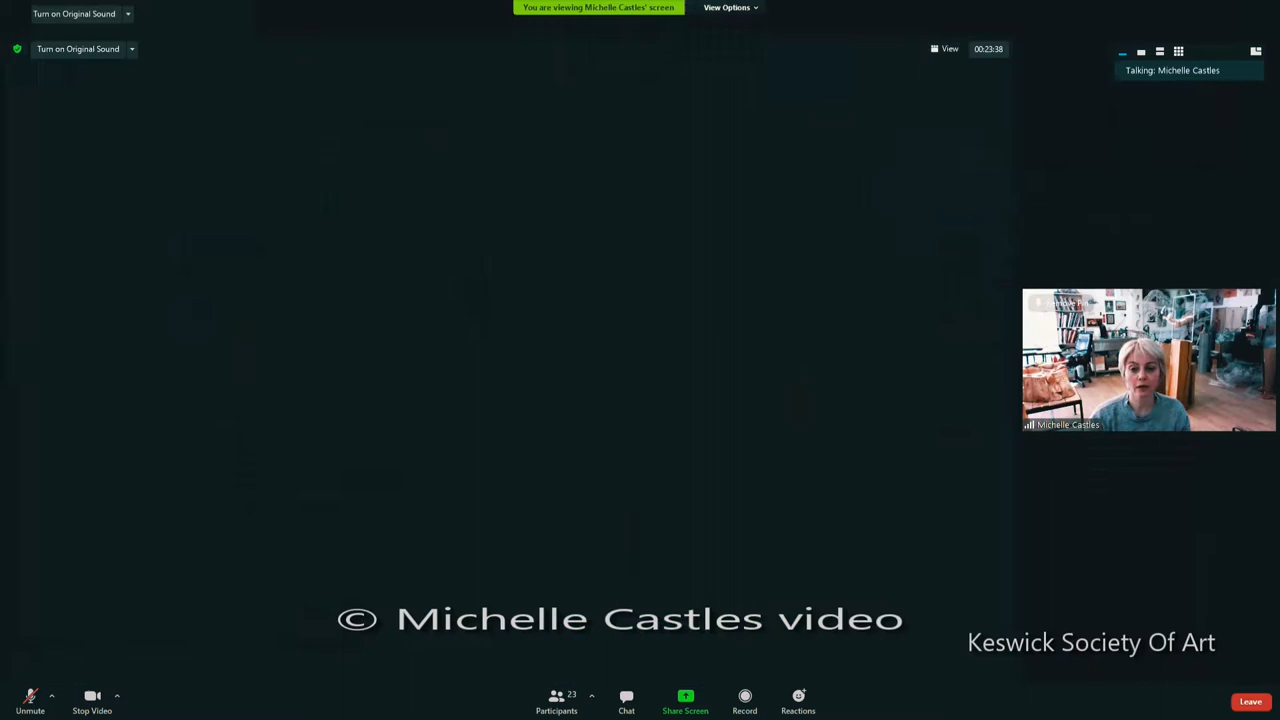 Turn on Original Sound
You are viewing Michelle Castles' screen
View Options
Turn on Original Sound
View
00:23:38
Talking: Michelle Castles
Michelle Castles
© Michelle Castles video
Keswick Society Of Art
Unmute
Stop Video
Participants
23
Chat
Share Screen
Record
Reactions
Leave